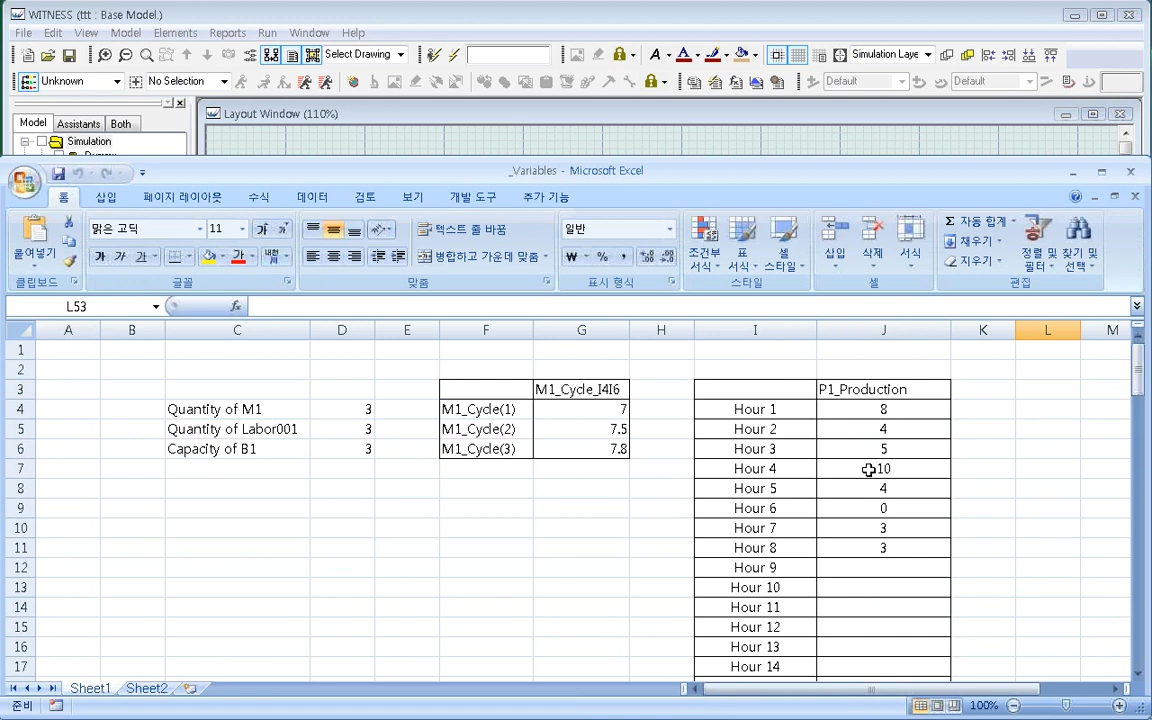 WITNESS (ttt : Base Model.)
File Edit View Model Elements Reports Run Window Help
Select Drawing Simulation Laye
Unknown No Selection Default Default
Model Assistants Both
Layout Window (110%)
Simulation
_Variables - Microsoft Excel
홈 삽입 페이지 레이아웃 수식 데이터 검토 보기 개발 도구 추가 기능
붙여넣기 맑은 고딕 11 가 가 텍스트 줄 바꿈 일반 조건부 서식 표 서식 셀 스타일 삽입 삭제 서식 Σ 자동 합계 채우기 지우기 정렬 및 필터 찾기 및 선택
가 가 가 가 내천 병합하고 가운데 맞춤 ₩ % ,
클립보드 글꼴 맞춤 표시 형식 스타일 셀 편집
L53 fx
A B C D E F G H I J K L M
1
2
3 M1_Cycle_I4I6 P1_Production
4 Quantity of M1 3 M1_Cycle(1) 7 Hour 1 8
5 Quantity of Labor001 3 M1_Cycle(2) 7.5 Hour 2 4
6 Capacity of B1 3 M1_Cycle(3) 7.8 Hour 3 5
7 Hour 4 10
8 Hour 5 4
9 Hour 6 0
10 Hour 7 3
11 Hour 8 3
12 Hour 9
13 Hour 10
14 Hour 11
15 Hour 12
16 Hour 13
17 Hour 14
Sheet1 Sheet2
준비 100%